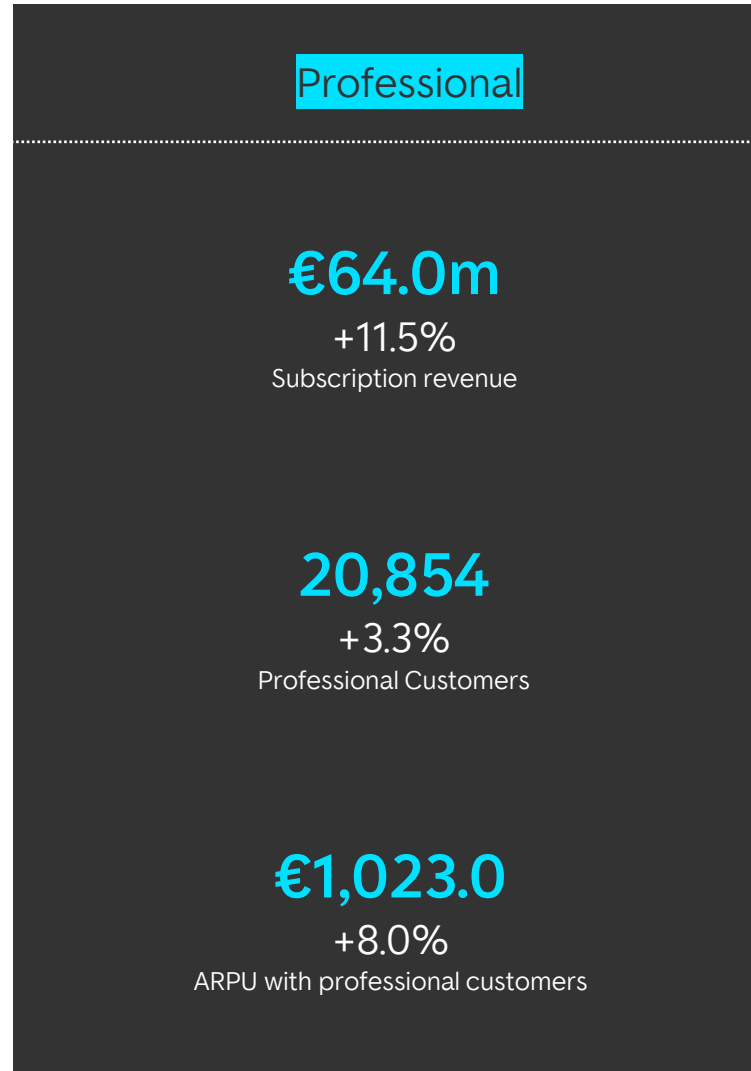 Professional
€64.0m
+11.5%
Subscription revenue
20,854
+3.3%
Professional Customers
€1,023.0
+8.0%
ARPU with professional customers